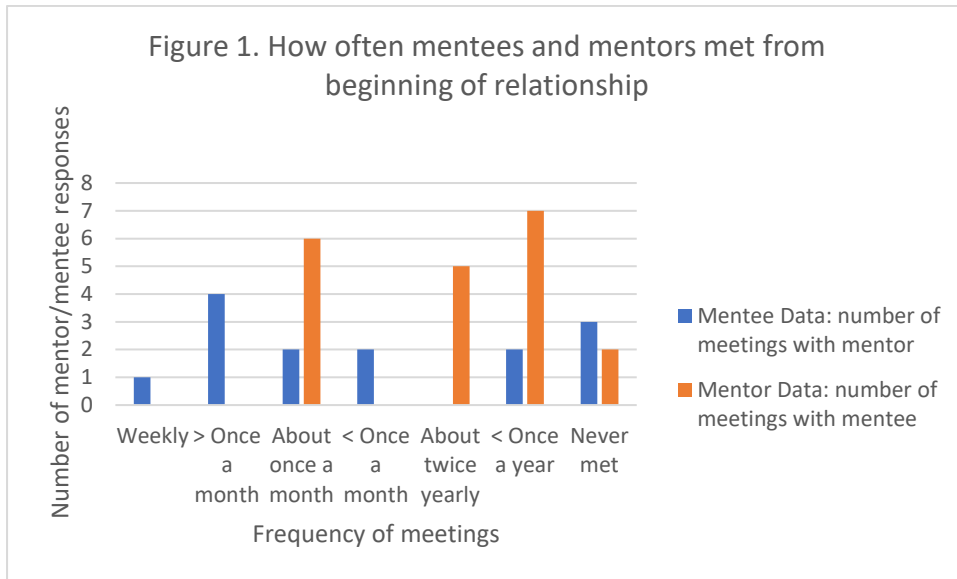 Figure 1. How often mentees and mentors met from
beginning of relationship
Number of mentor/mentee responses
8
7
6
5
4
3
2
1
0
Weekly
> Once
a
month
About
once a
month
< Once
a
month
About
twice
yearly
< Once
a year
Never
met
Frequency of meetings
Mentee Data: number of
meetings with mentor
Mentor Data: number of
meetings with mentee